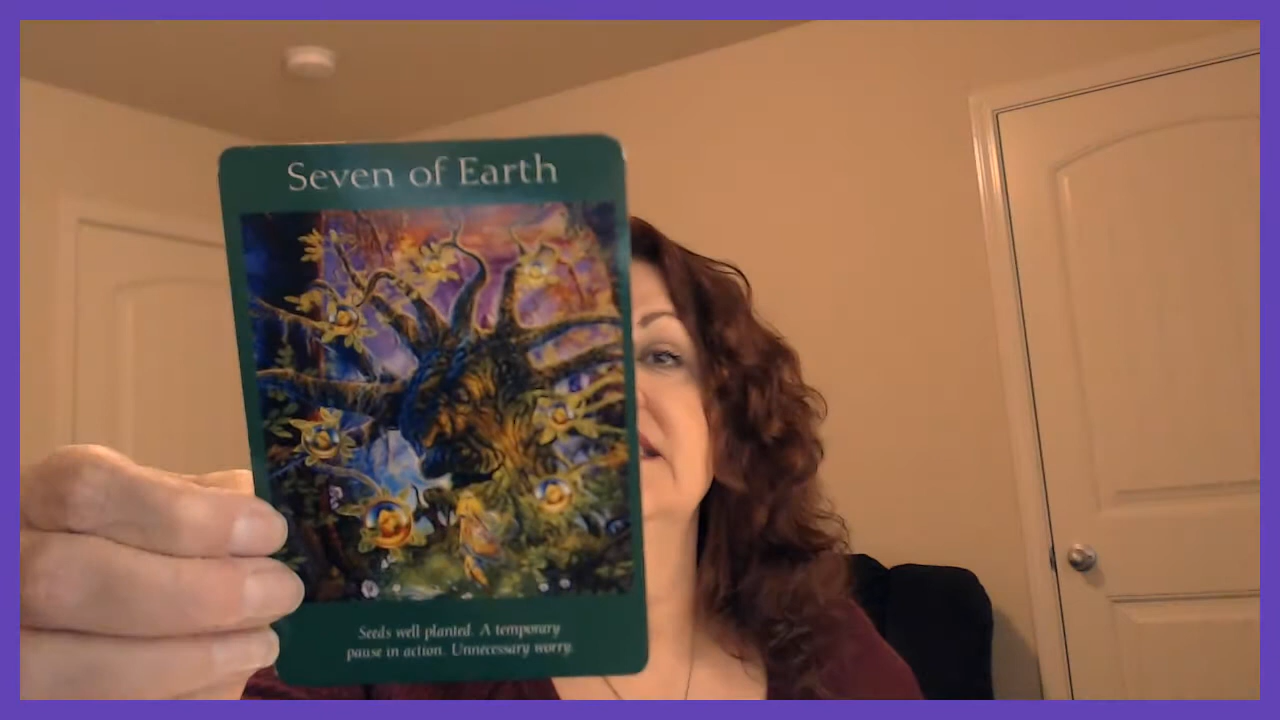 Seven of Earth
Seeds well planted. A temporary
pause in action. Unnecessary worry.